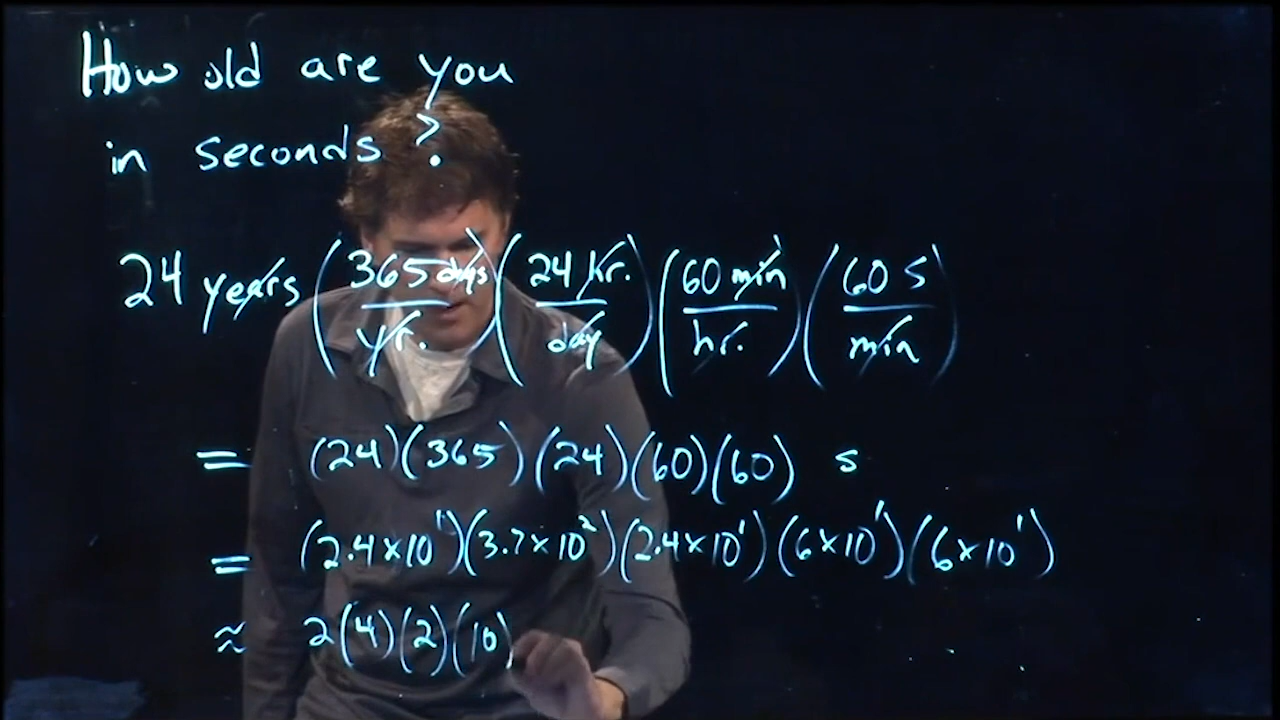 How old are you
in seconds?
24 years (365 days/yr.)(24 hr./day)(60 min/hr.)(60 s/min)
= (24)(365)(24)(60)(60) s
= (2.4×10¹)(3.7×10²)(2.4×10¹)(6×10¹)(6×10¹)
≈ 2(4)(2)(10)